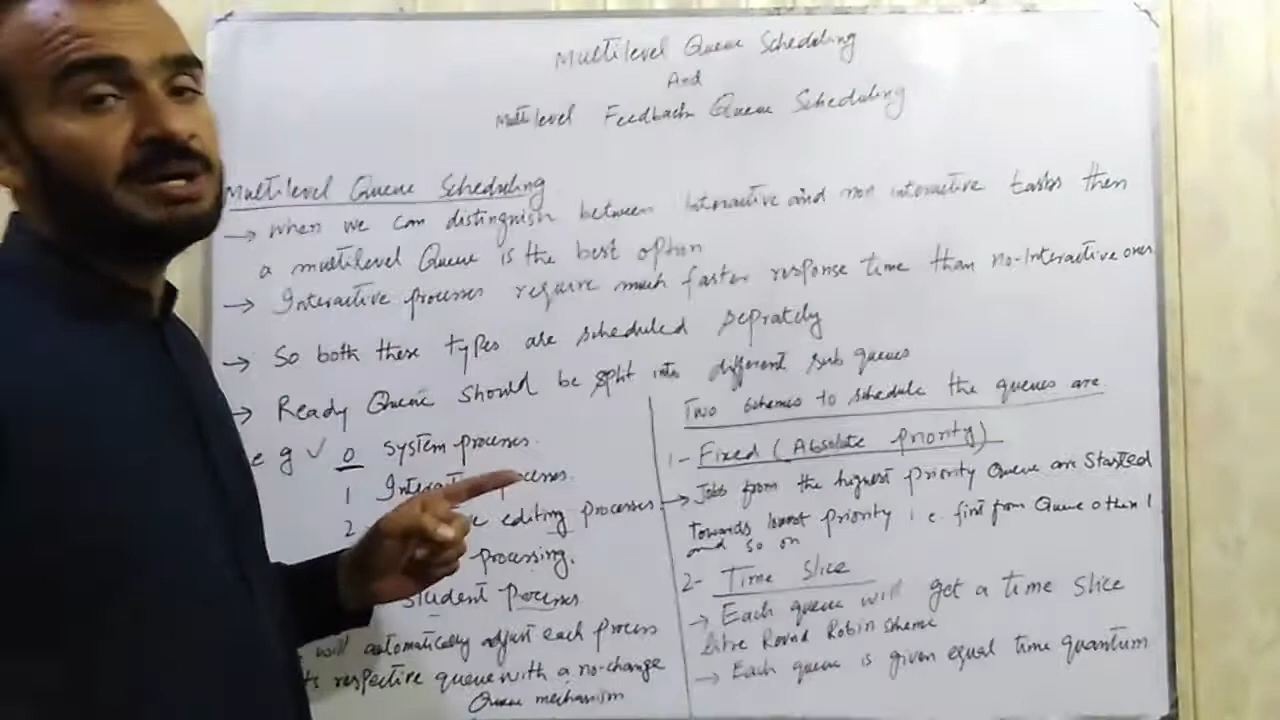 Multilevel Queue Scheduling
And
Multilevel Feedback Queue Scheduling
Multilevel Queue Scheduling
→ When we can distinguish between Interactive and non interactive tasks then
a multilevel Queue is the best option
→ Interactive processes require much faster response time than no-Interactive ones
→ So both these types are scheduled seprately
→ Ready Queue should be split into different sub queues
e g ✓ 0 system processes.
1 processes.
2 editing processes.
processing.
student processes
will automatically adjust each process
its respective queue with a no-change
Queue mechanism
Two schemes to schedule the queues are
1- Fixed (Absolute Priority)
→ Jobs from the highest priority Queue are started
towards lowest priority i.e. first from Queue 0 then 1
and so on
2- Time Slice
→ Each queue will get a time slice
like Round Robin scheme
→ Each queue is given equal time quantum